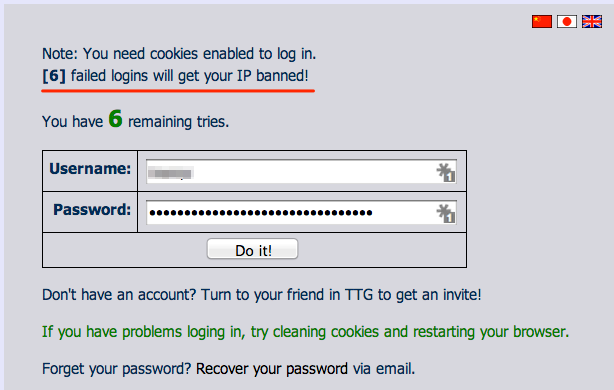 Note: You need cookies enabled to log in.
[6] failed logins will get your IP banned!
You have 6 remaining tries.
Username:
Password:
Do it!
Don't have an account? Turn to your friend in TTG to get an invite!
If you have problems loging in, try cleaning cookies and restarting your browser.
Forget your password? Recover your password via email.